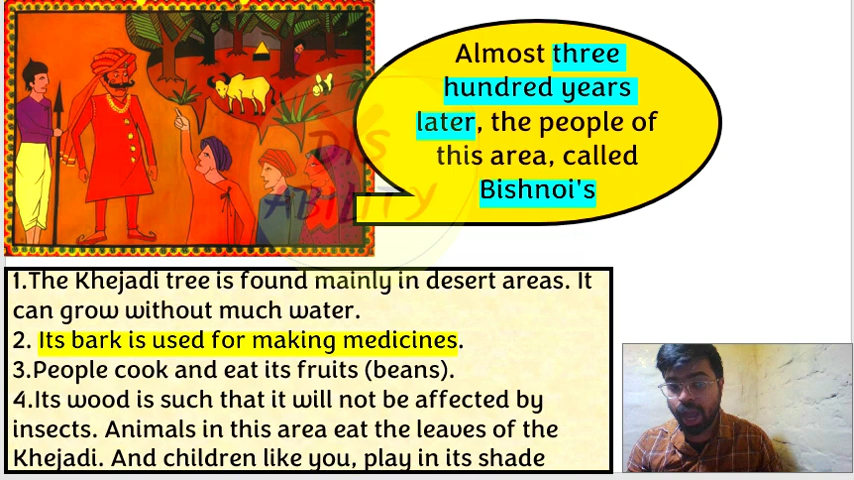 Almost three
hundred years
later, the people of
this area, called
Bishnoi's
DIS
ABILITY
1.The Khejadi tree is found mainly in desert areas. It
can grow without much water.
2. Its bark is used for making medicines.
3.People cook and eat its fruits (beans).
4.Its wood is such that it will not be affected by
insects. Animals in this area eat the leaves of the
Khejadi. And children like you, play in its shade